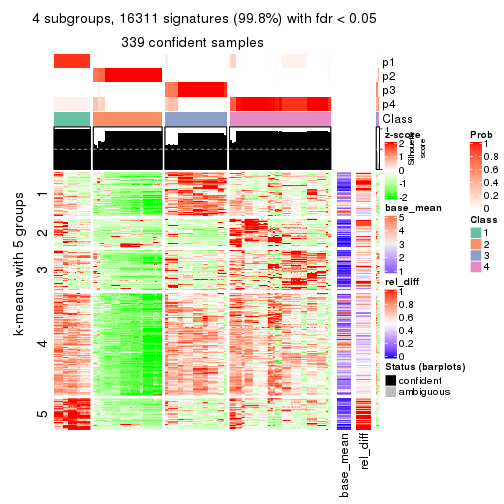 4 subgroups, 16311 signatures (99.8%) with fdr < 0.05
339 confident samples
p1
p2
p3
p4
Class
1
Silhouette
score
k-means with 5 groups
1
2
3
4
5
base_mean
rel_diff
z-score
2
1
0
-1
-2
base_mean
5
4
3
2
1
rel_diff
1
0.8
0.6
0.4
0.2
0
Status (barplots)
confident
ambiguous
Prob
1
0.8
0.6
0.4
0.2
0
Class
1
2
3
4